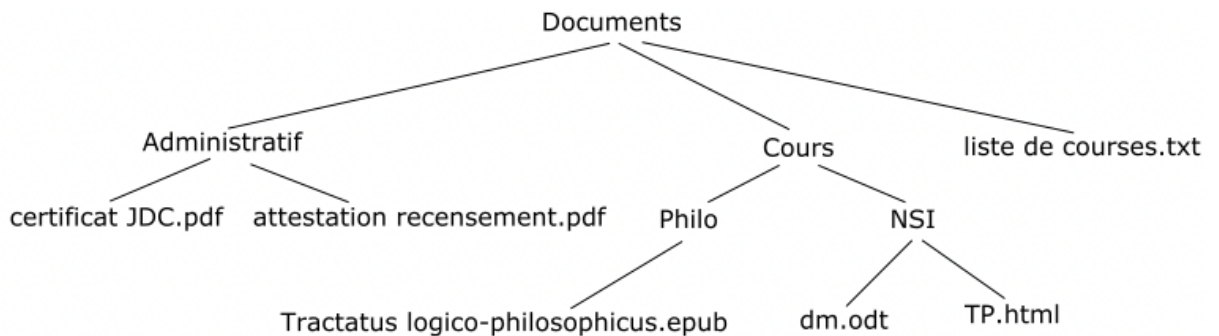 Documents
Administratif
Cours
liste de courses.txt
certificat JDC.pdf
attestation recensement.pdf
Philo
NSI
Tractatus logico-philosophicus.epub
dm.odt
TP.html